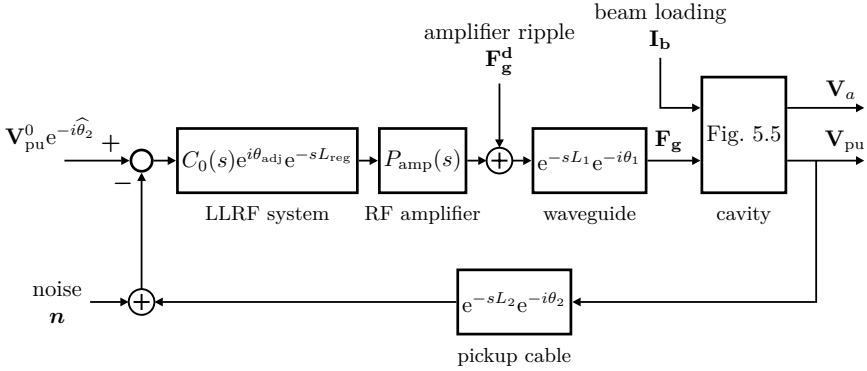 beam loading
I_b
amplifier ripple
F_g^d
V_a
V_pu^0 e^{-iθ̂_2}
+
C_0(s)e^{iθ_adj}e^{-sL_reg}
P_amp(s)
+
e^{-sL_1}e^{-iθ_1}
F_g
Fig. 5.5
V_pu
−
LLRF system
RF amplifier
waveguide
cavity
noise
n
+
e^{-sL_2}e^{-iθ_2}
pickup cable